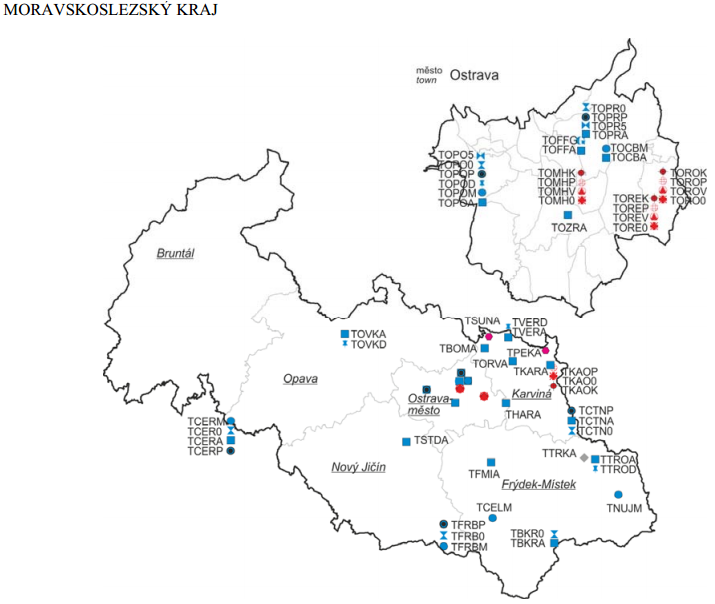 MORAVSKOSLEZSKÝ KRAJ
město
town
Ostrava
TOPR0
TOPRP
TOPR5
TOPRA
TOFF0
TOFFA
TOCBM
TOCBA
TOPO5
TOPO0
TOPOP
TOPOD
TOPOM
TOPOA
TOMHK
TOMHP
TOMHV
TOMH0
TOROK
TOROP
TOROV
TORO0
TOREK
TOREP
TOREV
TORE0
TOZRA
Bruntál
TSUNA
TVERD
TVERA
TOVKA
TOVKD
TBOMA
TPEKA
TORVA
TKARA
TKAOP
TKAO0
TKAOK
Opava
Karviná
Ostrava-
město
THARA
TCTNP
TCTNA
TCTN0
TCERM
TCER0
TCERA
TCERP
TSTDA
TTRKA
TTROA
TTROD
Nový Jičín
TFMIA
Frýdek-Místek
TNUJM
TCELM
TFRBP
TFRB0
TFRBM
TBKR0
TBKRA